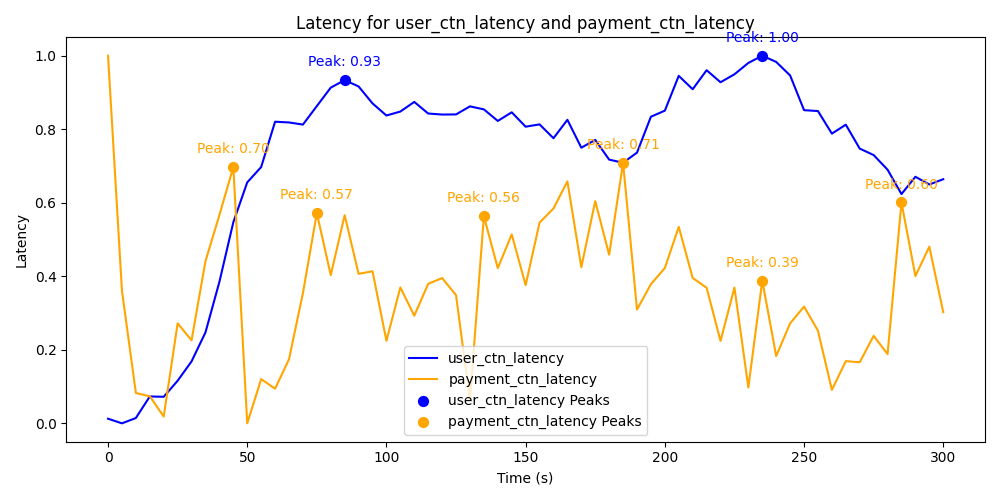 Latency for user_ctn_latency and payment_ctn_latency
Peak: 1.00
Peak: 0.93
Peak: 0.70
Peak: 0.71
Peak: 0.57
Peak: 0.56
Peak: 0.60
Peak: 0.39
1.0
0.8
0.6
0.4
0.2
0.0
Latency
user_ctn_latency
payment_ctn_latency
user_ctn_latency Peaks
payment_ctn_latency Peaks
0 50 100 150 200 250 300
Time (s)